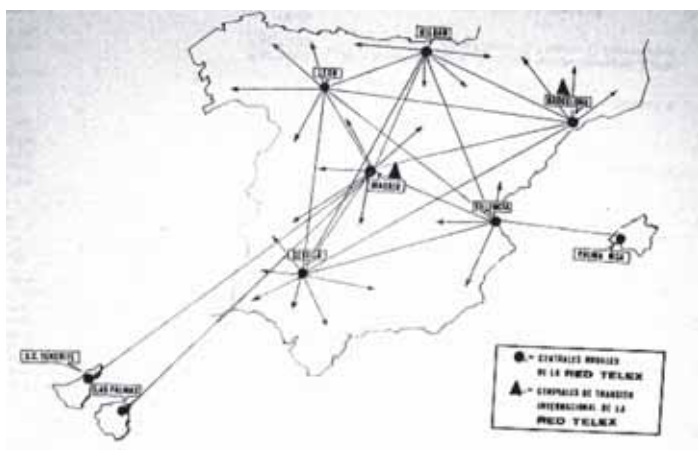 BILBAO
LEON
BARCELONA
MADRID
VALENCIA
PALMA MCA
SEVILLA
S.C. TENERIFE
LAS PALMAS
- CENTRALES NODALES
DE LA RED TELEX
- CENTRALES DE TRANSITO
INTERNACIONAL DE LA
RED TELEX